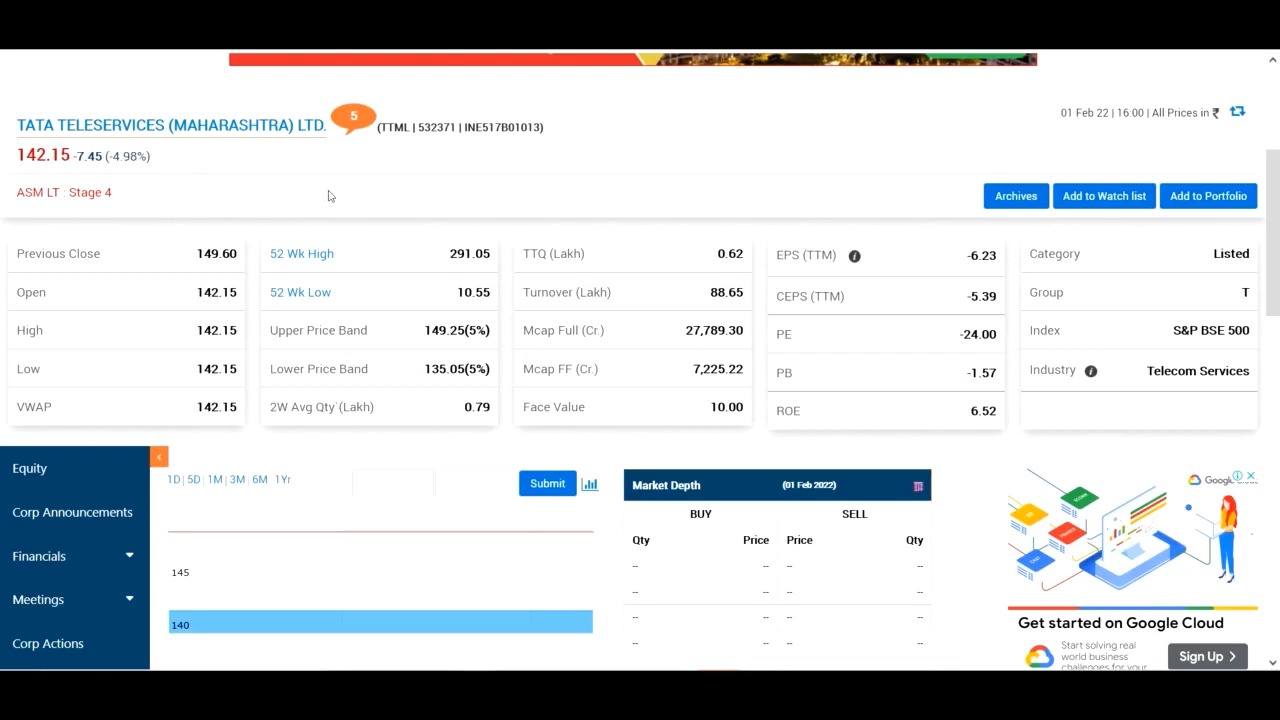 TATA TELESERVICES (MAHARASHTRA) LTD.
5
(TTML | 532371 | INE517B01013)
01 Feb 22 | 16:00 | All Prices in ₹
142.15 -7.45 (-4.98%)
ASM LT : Stage 4
Archives
Add to Watch list
Add to Portfolio
Previous Close 149.60
Open 142.15
High 142.15
Low 142.15
VWAP 142.15
52 Wk High 291.05
52 Wk Low 10.55
Upper Price Band 149.25(5%)
Lower Price Band 135.05(5%)
2W Avg Qty (Lakh) 0.79
TTQ (Lakh) 0.62
Turnover (Lakh) 88.65
Mcap Full (Cr.) 27,789.30
Mcap FF (Cr.) 7,225.22
Face Value 10.00
EPS (TTM) -6.23
CEPS (TTM) -5.39
PE -24.00
PB -1.57
ROE 6.52
Category Listed
Group T
Index S&P BSE 500
Industry Telecom Services
Equity
Corp Announcements
Financials
Meetings
Corp Actions
1D | 5D | 1M | 3M | 6M | 1Yr
Submit
145
140
Market Depth (01 Feb 2022)
BUY SELL
Qty Price Price Qty
-- -- -- --
-- -- -- --
-- -- -- --
-- -- -- --
Get started on Google Cloud
Start solving real
world business
challenges for your
Sign Up >